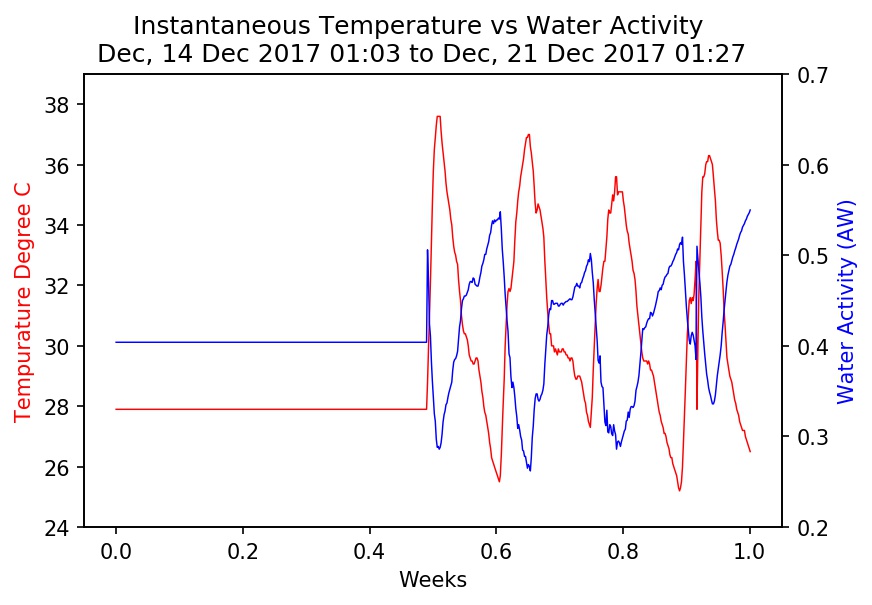 Instantaneous Temperature vs Water Activity
Dec, 14 Dec 2017 01:03 to Dec, 21 Dec 2017 01:27
Tempurature Degree C
38
36
34
32
30
28
26
24
0.7
0.6
0.5
0.4
0.3
0.2
Water Activity (AW)
0.0 0.2 0.4 0.6 0.8 1.0
Weeks